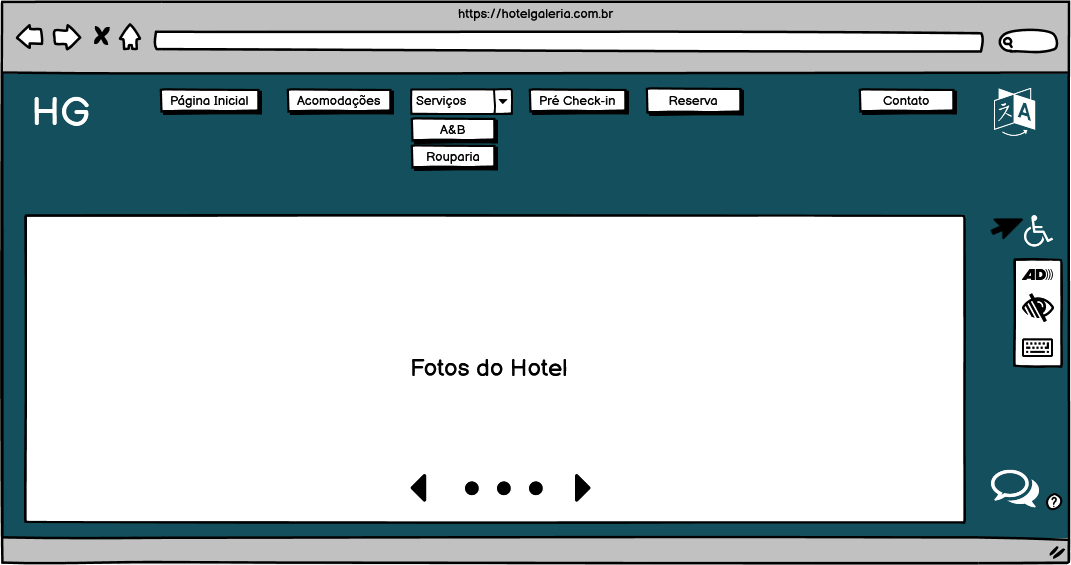 https://hotelgaleria.com.br
HG
Página Inicial
Acomodações
Serviços
Pré Check-in
Reserva
Contato
A&B
Rouparia
文 A
AD
Fotos do Hotel
?